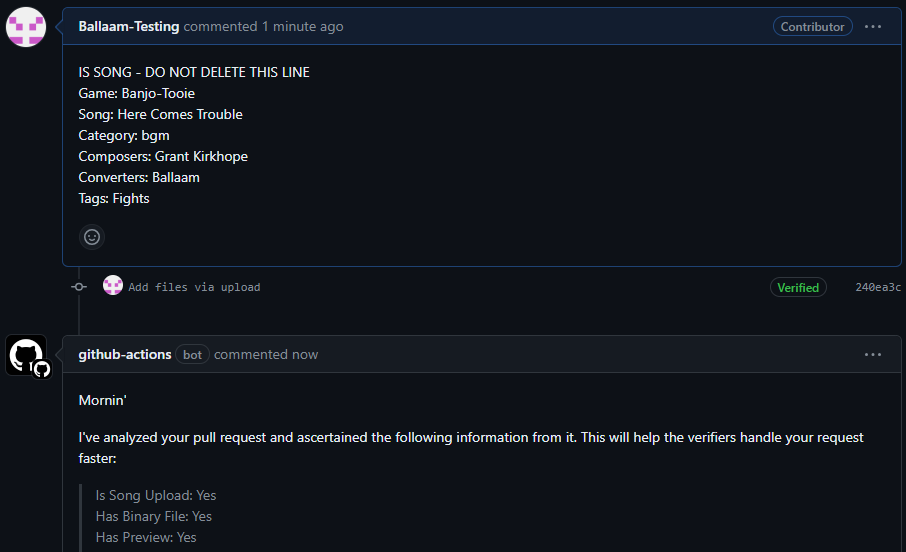 Ballaam-Testing commented 1 minute ago Contributor
IS SONG - DO NOT DELETE THIS LINE
Game: Banjo-Tooie
Song: Here Comes Trouble
Category: bgm
Composers: Grant Kirkhope
Converters: Ballaam
Tags: Fights
Add files via upload Verified 240ea3c
github-actions bot commented now
Mornin'
I've analyzed your pull request and ascertained the following information from it. This will help the verifiers handle your request
faster:
Is Song Upload: Yes
Has Binary File: Yes
Has Preview: Yes